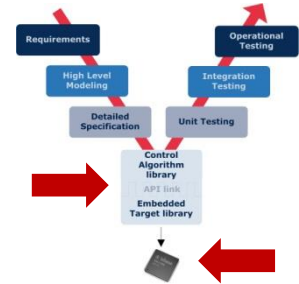 Requirements
Operational
Testing
High Level
Modeling
Integration
Testing
Detailed
Specification
Unit Testing
Control
Algorithm
library
API link
Embedded
Target library